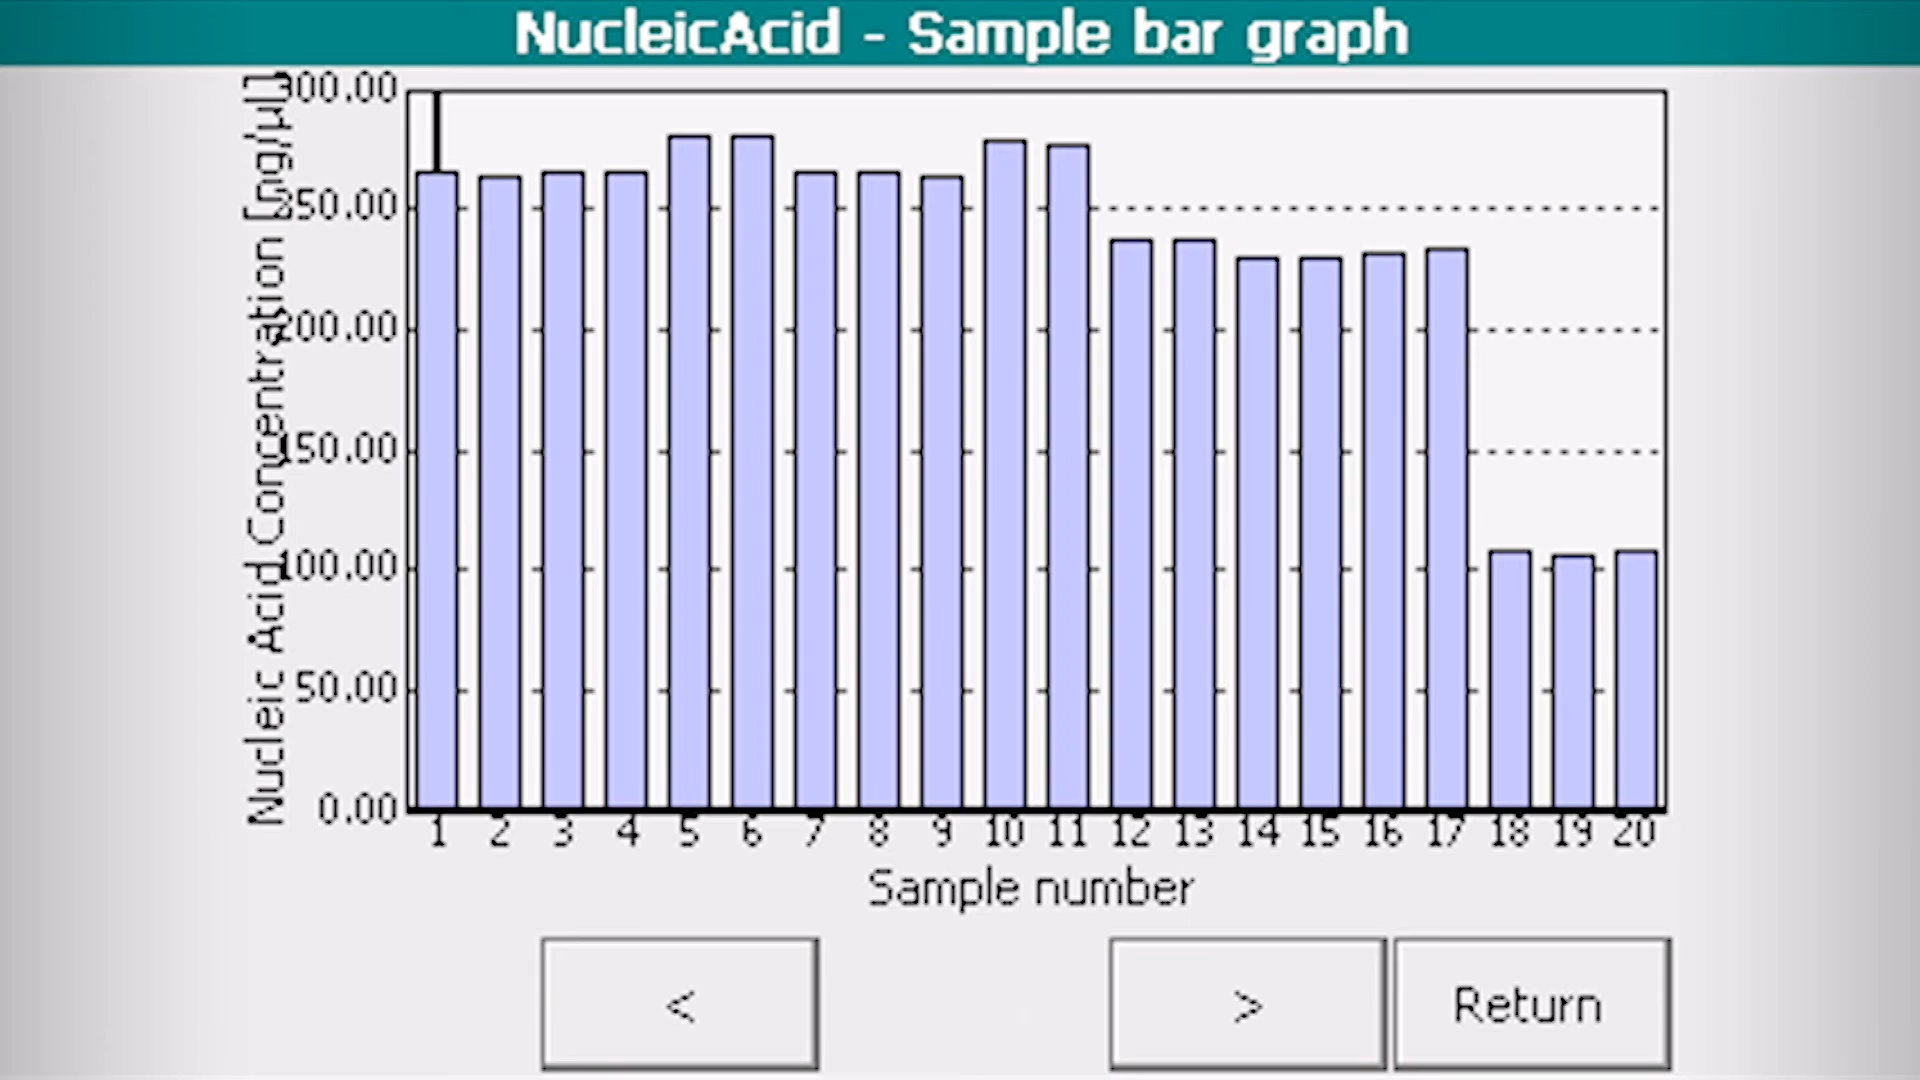 NucleicAcid - Sample bar graph
Nucleic Acid Concentration [ng/µl]
300.00
250.00
200.00
150.00
100.00
50.00
0.00
1 2 3 4 5 6 7 8 9 10 11 12 13 14 15 16 17 18 19 20
Sample number
< > Return